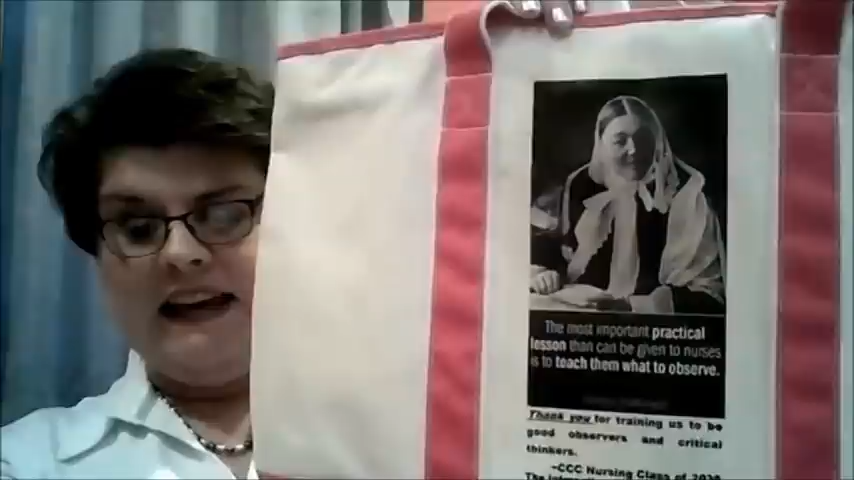 The most important practical
lesson than can be given to nurses
is to teach them what to observe.
Thank you for training us to be
good observers and critical
thinkers.
~CCC Nursing Class of 2020